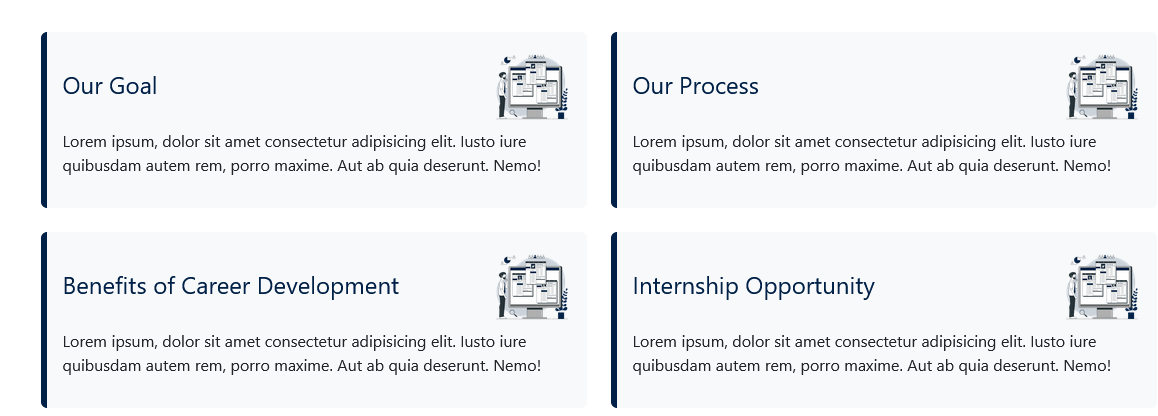 Our Goal
Lorem ipsum, dolor sit amet consectetur adipisicing elit. Iusto iure
quibusdam autem rem, porro maxime. Aut ab quia deserunt. Nemo!
Our Process
Lorem ipsum, dolor sit amet consectetur adipisicing elit. Iusto iure
quibusdam autem rem, porro maxime. Aut ab quia deserunt. Nemo!
Benefits of Career Development
Lorem ipsum, dolor sit amet consectetur adipisicing elit. Iusto iure
quibusdam autem rem, porro maxime. Aut ab quia deserunt. Nemo!
Internship Opportunity
Lorem ipsum, dolor sit amet consectetur adipisicing elit. Iusto iure
quibusdam autem rem, porro maxime. Aut ab quia deserunt. Nemo!